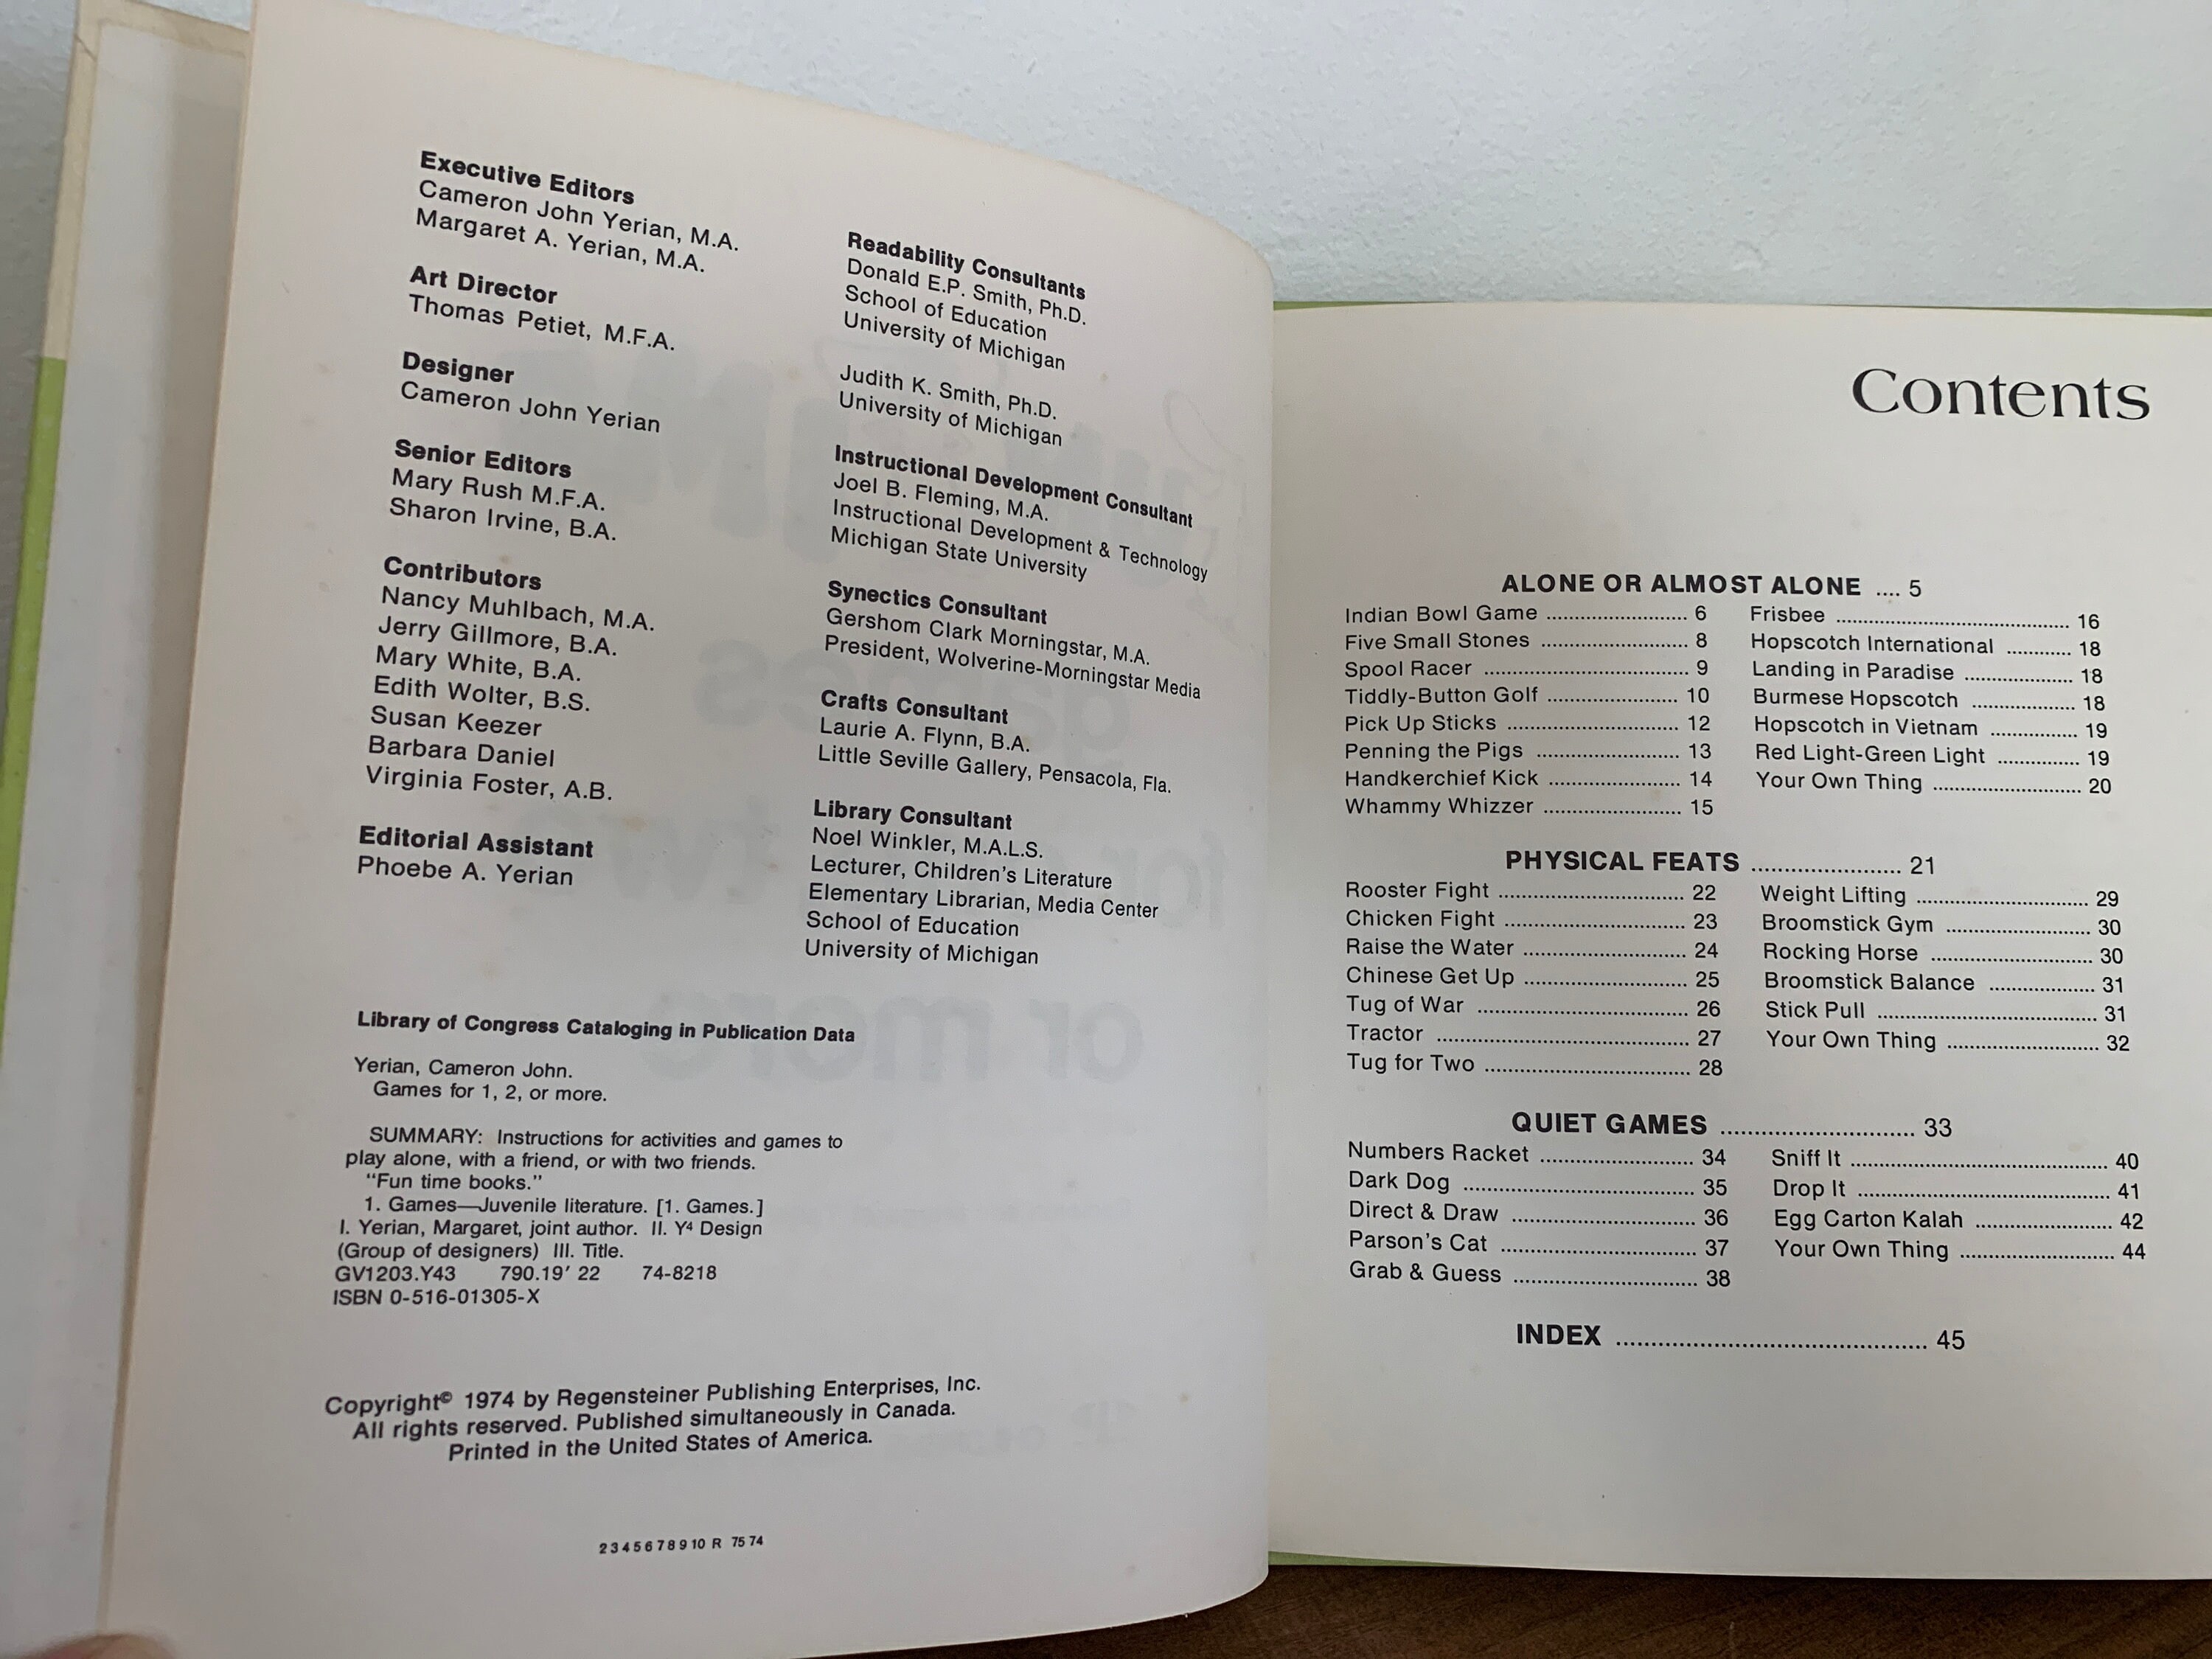 Executive Editors
Cameron John Yerian, M.A.
Margaret A. Yerian, M.A.
Art Director
Thomas Petiet, M.F.A.
Designer
Cameron John Yerian
Senior Editors
Mary Rush M.F.A.
Sharon Irvine, B.A.
Contributors
Nancy Muhlbach, M.A.
Jerry Gillmore, B.A.
Mary White, B.A.
Edith Wolter, B.S.
Susan Keezer
Barbara Daniel
Virginia Foster, A.B.
Editorial Assistant
Phoebe A. Yerian
Readability Consultants
Donald E.P. Smith, Ph.D.
School of Education
University of Michigan
Judith K. Smith, Ph.D.
University of Michigan
Instructional Development Consultant
Joel B. Fleming, M.A.
Instructional Development & Technology
Michigan State University
Synectics Consultant
Gershom Clark Morningstar, M.A.
President, Wolverine-Morningstar Media
Crafts Consultant
Laurie A. Flynn, B.A.
Little Seville Gallery, Pensacola, Fla.
Library Consultant
Noel Winkler, M.A.L.S.
Lecturer, Children's Literature
Elementary Librarian, Media Center
School of Education
University of Michigan
Library of Congress Cataloging in Publication Data
Yerian, Cameron John.
Games for 1, 2, or more.
SUMMARY: Instructions for activities and games to
play alone, with a friend, or with two friends.
"Fun time books."
1. Games—Juvenile literature. [1. Games.]
I. Yerian, Margaret, joint author. II. Y⁴ Design
(Group of designers) III. Title.
GV1203.Y43 790.19′ 22 74-8218
ISBN 0-516-01305-X
Copyright© 1974 by Regensteiner Publishing Enterprises, Inc.
All rights reserved. Published simultaneously in Canada.
Printed in the United States of America.
2 3 4 5 6 7 8 9 10 R 75 74
Contents
ALONE OR ALMOST ALONE .... 5
Indian Bowl Game .................... 6
Five Small Stones ..................... 8
Spool Racer ............................. 9
Tiddly-Button Golf ................... 10
Pick Up Sticks ........................ 12
Penning the Pigs .................... 13
Handkerchief Kick ................... 14
Whammy Whizzer .................... 15
Frisbee .................................. 16
Hopscotch International ............ 18
Landing in Paradise .................. 18
Burmese Hopscotch ................. 18
Hopscotch in Vietnam ............... 19
Red Light-Green Light .............. 19
Your Own Thing ....................... 20
PHYSICAL FEATS ...................... 21
Rooster Fight ......................... 22
Chicken Fight ......................... 23
Raise the Water ...................... 24
Chinese Get Up ....................... 25
Tug of War ............................. 26
Tractor .................................. 27
Tug for Two ............................ 28
Weight Lifting ......................... 29
Broomstick Gym ...................... 30
Rocking Horse ........................ 30
Broomstick Balance ................. 31
Stick Pull ............................... 31
Your Own Thing ....................... 32
QUIET GAMES ............................ 33
Numbers Racket ...................... 34
Dark Dog ............................... 35
Direct & Draw ......................... 36
Parson's Cat .......................... 37
Grab & Guess ......................... 38
Sniff It ................................... 40
Drop It .................................. 41
Egg Carton Kalah .................... 42
Your Own Thing ....................... 44
INDEX ............................................ 45